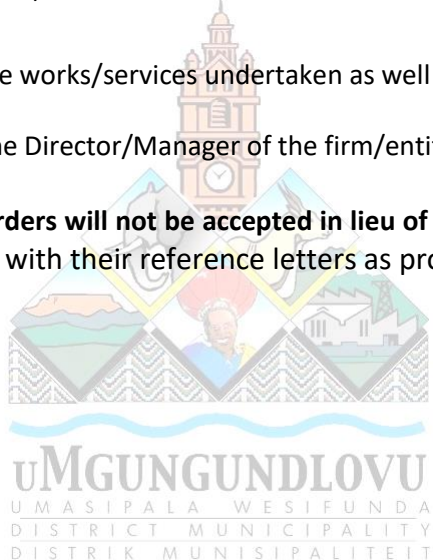 e works/services undertaken as well
e Director/Manager of the firm/entit
rders will not be accepted in lieu of
with their reference letters as pro
UMGUNGUNDLOVU
UMASIPALA WESIFUNDA
DISTRICT MUNICIPALITY
DISTRIK MUNISIPALITEIT